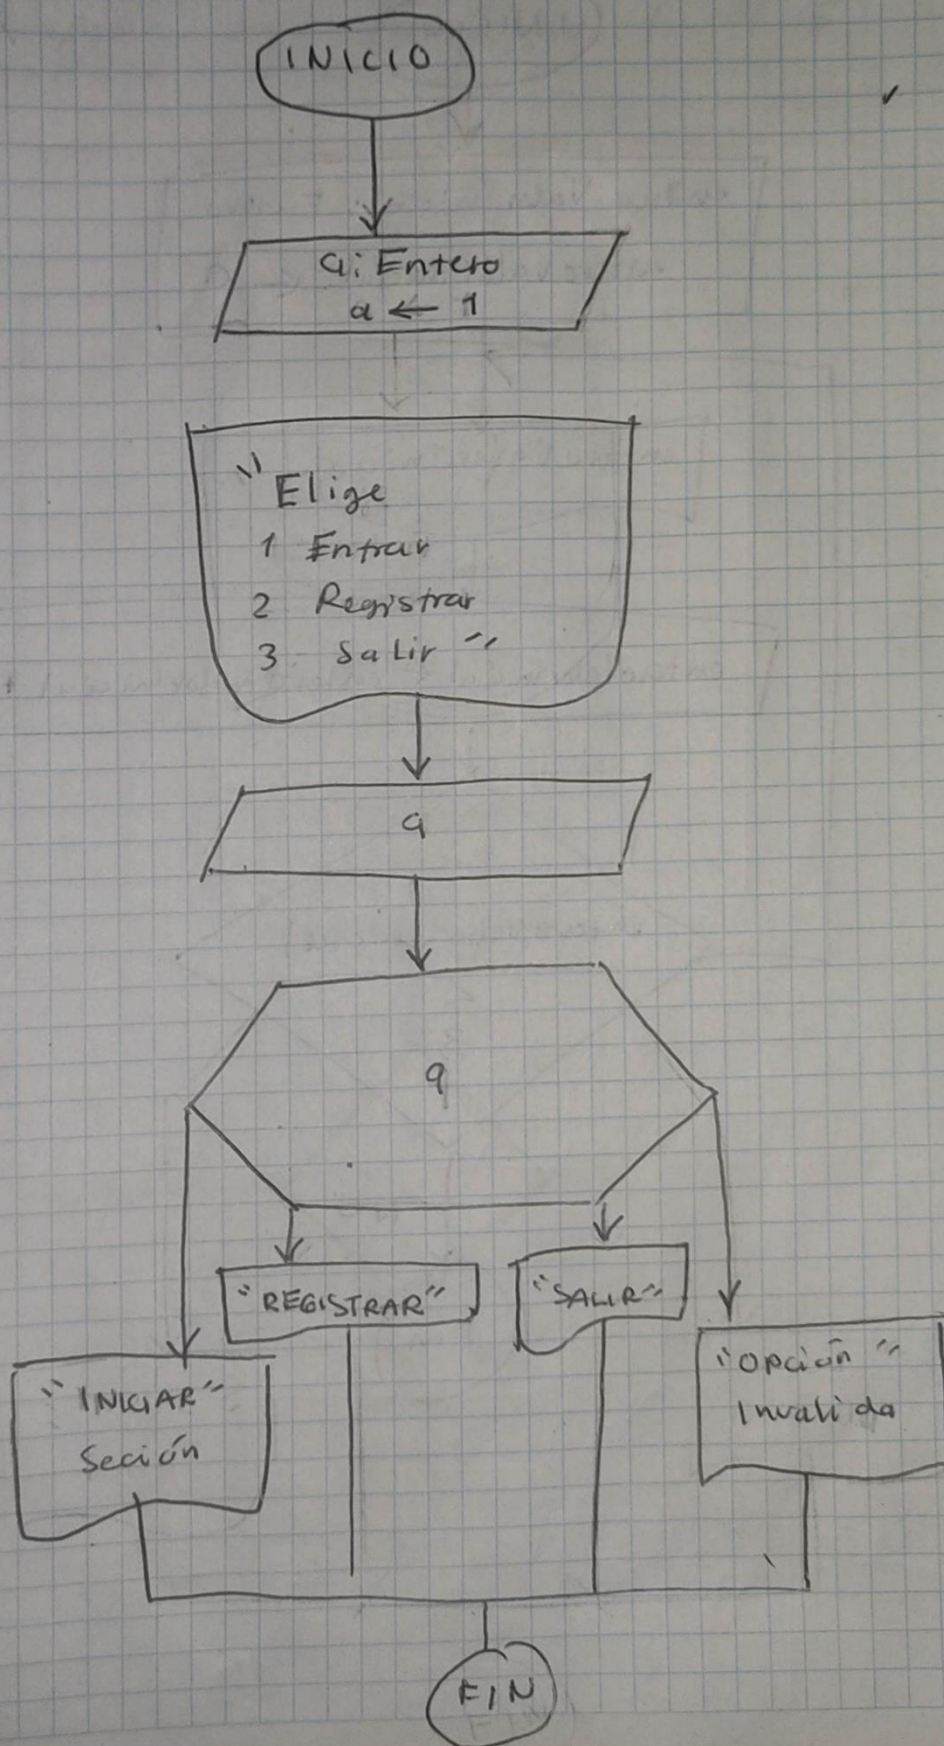 INICIO
a: Entero
a ← 1
"Elige
1 Entrar
2 Registrar
3 Salir"
a
a
"REGISTRAR"
"SALIR"
"INICIAR"
Seción
"Opción"
Invalida
FIN